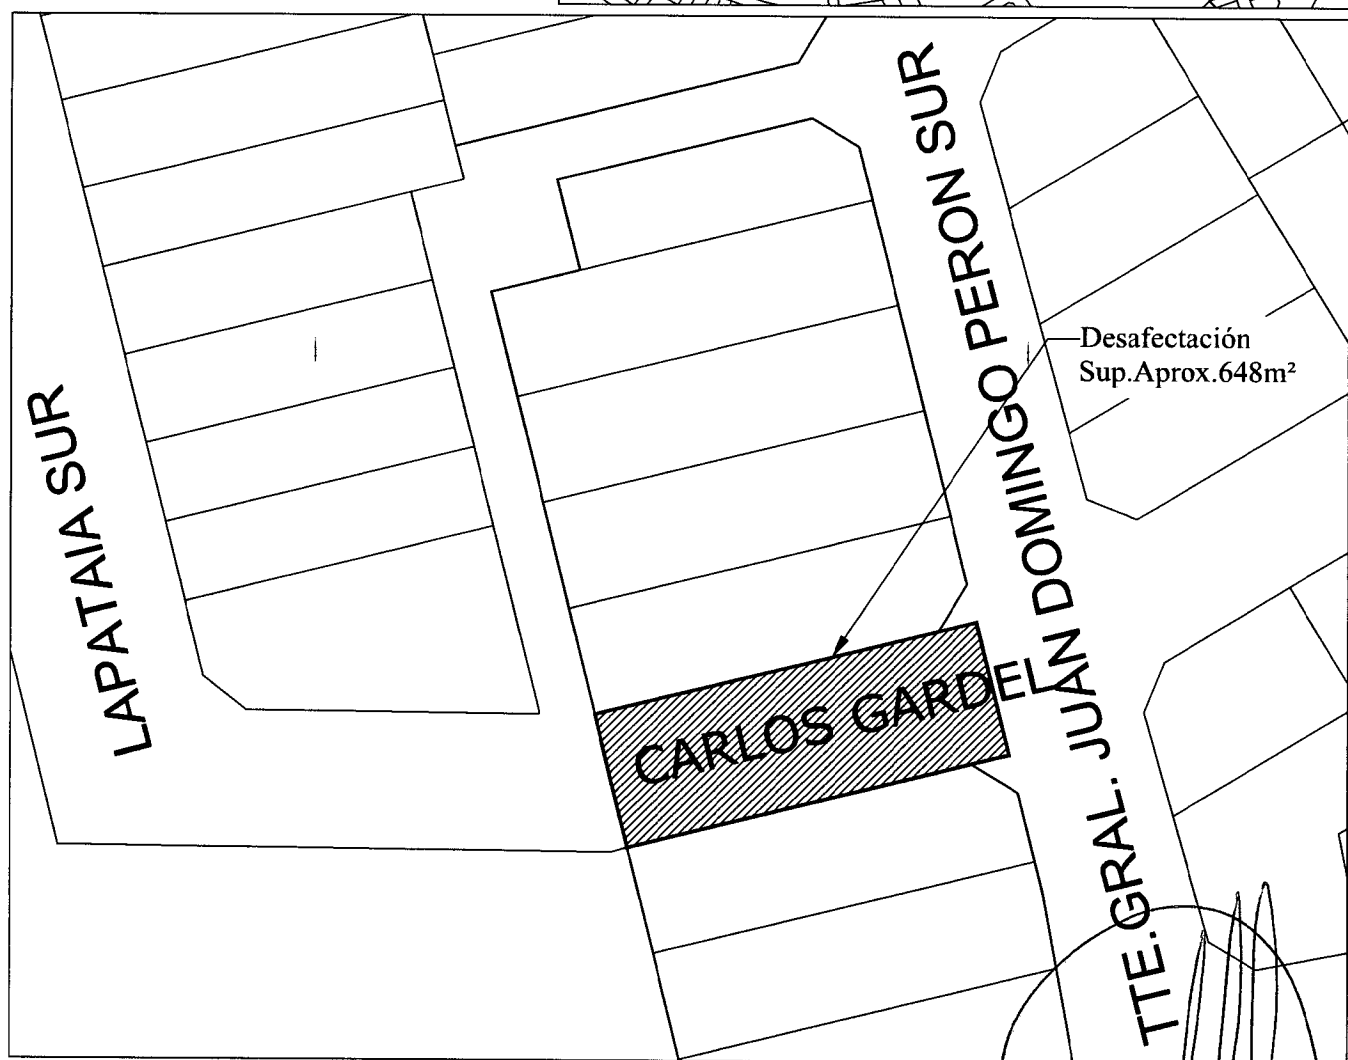 TTE.GRAL. JUAN DOMINGO PERON SUR
Desafectación
Sup.Aprox.648m²
LAPATAIA SUR
CARLOS GARDEL